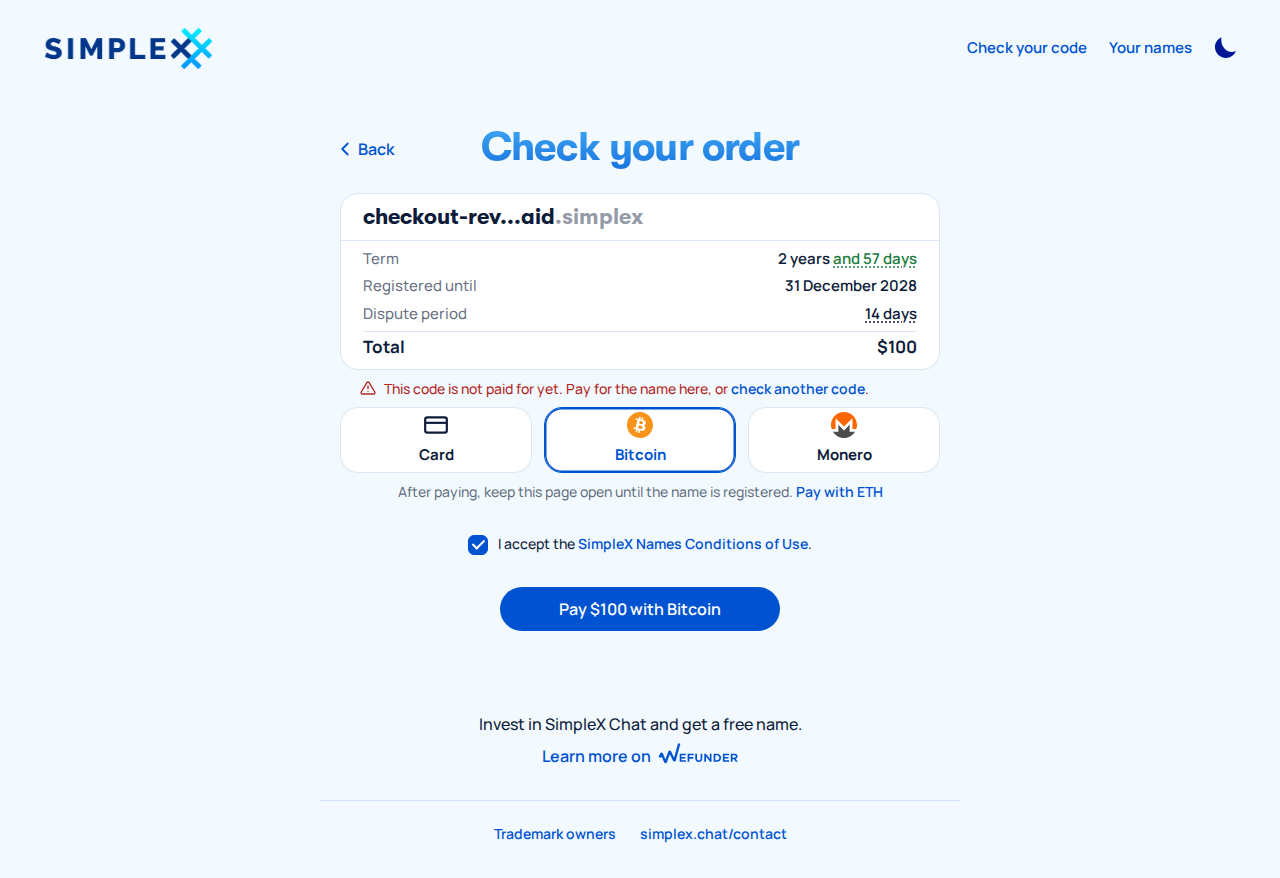 SIMPLEX
Check your code
Your names
Back
Check your order
checkout-rev...aid.simplex
Term
2 years and 57 days
Registered until
31 December 2028
Dispute period
14 days
Total
$100
This code is not paid for yet. Pay for the name here, or check another code.
Card
Bitcoin
Monero
After paying, keep this page open until the name is registered. Pay with ETH
I accept the SimpleX Names Conditions of Use.
Pay $100 with Bitcoin
Invest in SimpleX Chat and get a free name.
Learn more on WEFUNDER
Trademark owners
simplex.chat/contact